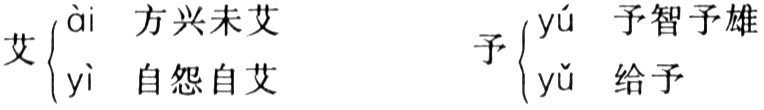 艾 { ài 方兴未艾
yì 自怨自艾
予 { yú 予智予雄
yǔ 给予